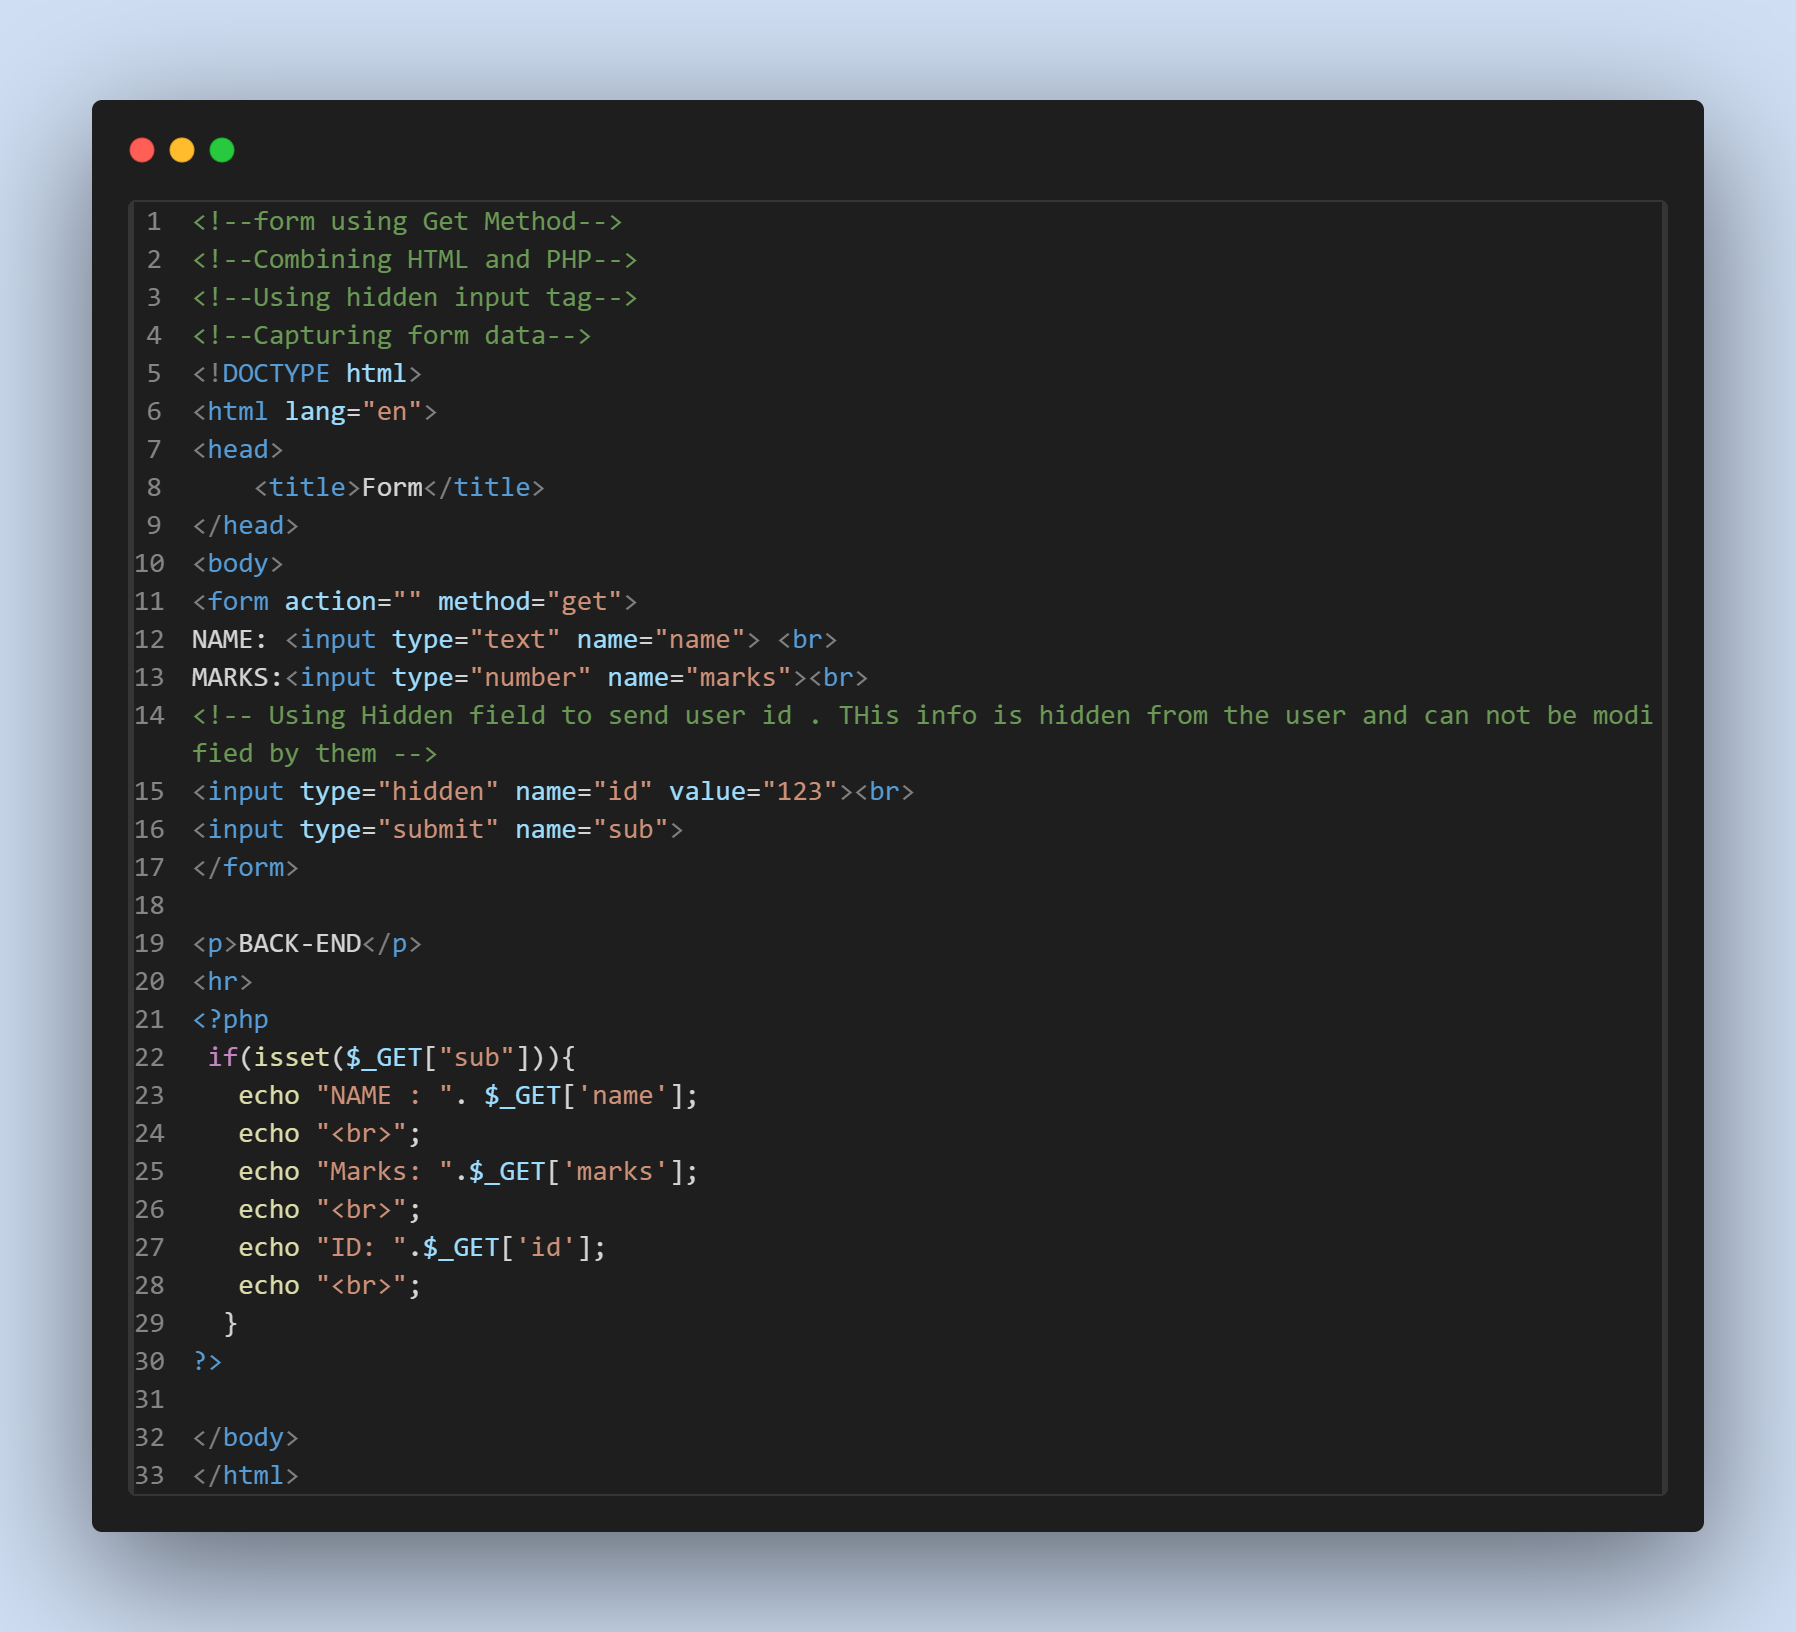 1 <!--form using Get Method-->
2 <!--Combining HTML and PHP-->
3 <!--Using hidden input tag-->
4 <!--Capturing form data-->
5 <!DOCTYPE html>
6 <html lang="en">
7 <head>
8     <title>Form</title>
9 </head>
10 <body>
11 <form action="" method="get">
12 NAME: <input type="text" name="name"> <br>
13 MARKS:<input type="number" name="marks"><br>
14 <!-- Using Hidden field to send user id . THis info is hidden from the user and can not be modi
fied by them -->
15 <input type="hidden" name="id" value="123"><br>
16 <input type="submit" name="sub">
17 </form>
18
19 <p>BACK-END</p>
20 <hr>
21 <?php
22  if(isset($_GET["sub"])){
23    echo "NAME : ". $_GET['name'];
24    echo "<br>";
25    echo "Marks: ".$_GET['marks'];
26    echo "<br>";
27    echo "ID: ".$_GET['id'];
28    echo "<br>";
29   }
30 ?>
31
32 </body>
33 </html>